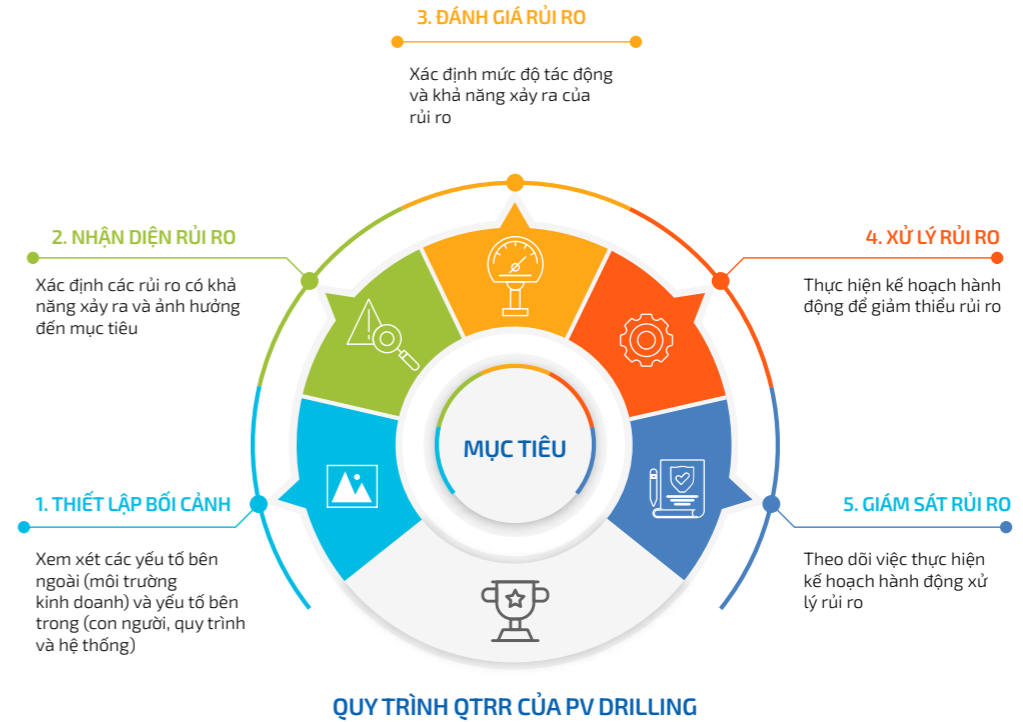 3. ĐÁNH GIÁ RỦI RO
Xác định mức độ tác động
và khả năng xảy ra của
rủi ro
2. NHẬN DIỆN RỦI RO
Xác định các rủi ro có khả
năng xảy ra và ảnh hưởng
đến mục tiêu
4. XỬ LÝ RỦI RO
Thực hiện kế hoạch hành
động để giảm thiểu rủi ro
MỤC TIÊU
1. THIẾT LẬP BỐI CẢNH
Xem xét các yếu tố bên
ngoài (môi trường
kinh doanh) và yếu tố bên
trong (con người, quy trình
và hệ thống)
5. GIÁM SÁT RỦI RO
Theo dõi việc thực hiện
kế hoạch hành động xử
lý rủi ro
QUY TRÌNH QTRR CỦA PV DRILLING